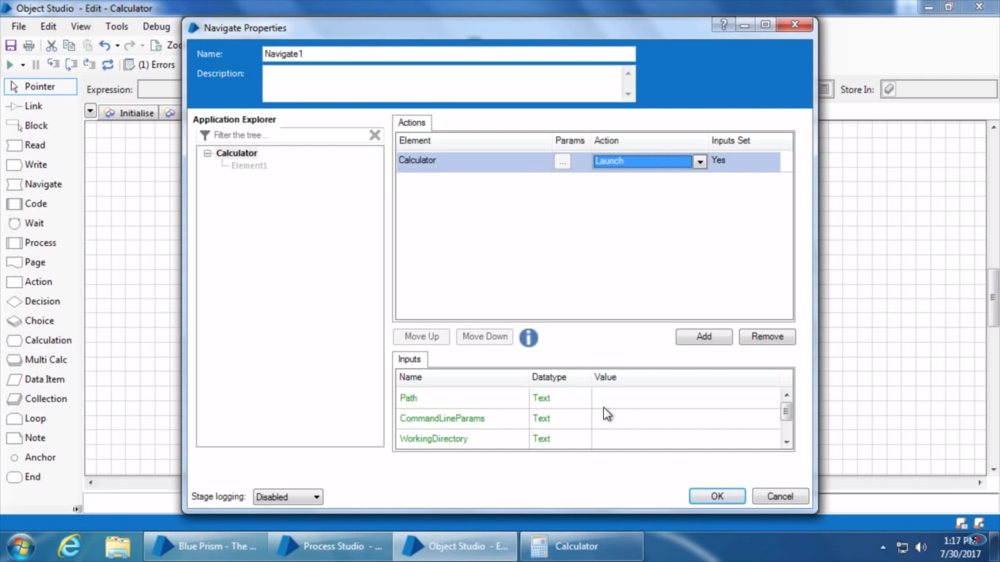 Object Studio - Edit - Calculator
File Edit View Tools Debug
Navigate Properties
Name: Navigate1
Description:
(1) Errors
Pointer
Expression:
Store In:
Link
Initialise
Block
Read
Write
Navigate
Code
Wait
Process
Page
Action
Decision
Choice
Calculation
Multi Calc
Data Item
Collection
Loop
Note
Anchor
End
Application Explorer
Filter the tree...
Calculator
Element1
Actions
Element Params Action Inputs Set
Calculator ... Launch Yes
Move Up Move Down Add Remove
Inputs
Name Datatype Value
Path Text
CommandLineParams Text
WorkingDirectory Text
Stage logging: Disabled
OK Cancel
Blue Prism - The ...
Process Studio - ...
Object Studio - E...
Calculator
1:17
7/30/2017